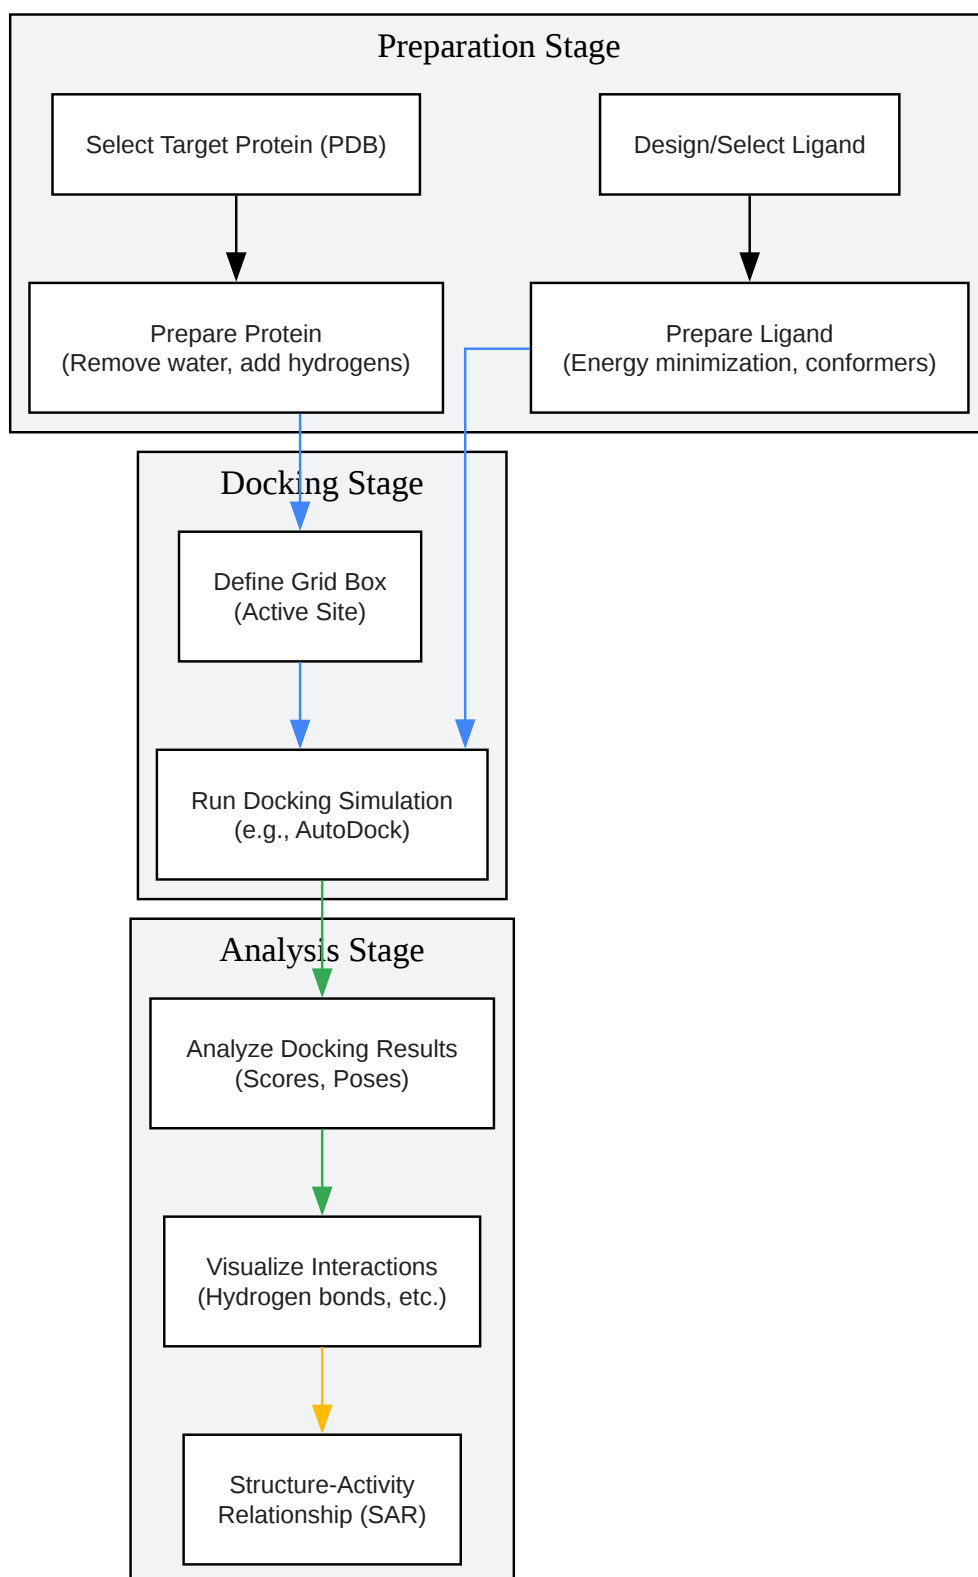 Preparation Stage
Select Target Protein (PDB)
Design/Select Ligand
Prepare Protein
(Remove water, add hydrogens)
Prepare Ligand
(Energy minimization, conformers)
Docking Stage
Define Grid Box
(Active Site)
Run Docking Simulation
(e.g., AutoDock)
Analysis Stage
Analyze Docking Results
(Scores, Poses)
Visualize Interactions
(Hydrogen bonds, etc.)
Structure-Activity
Relationship (SAR)